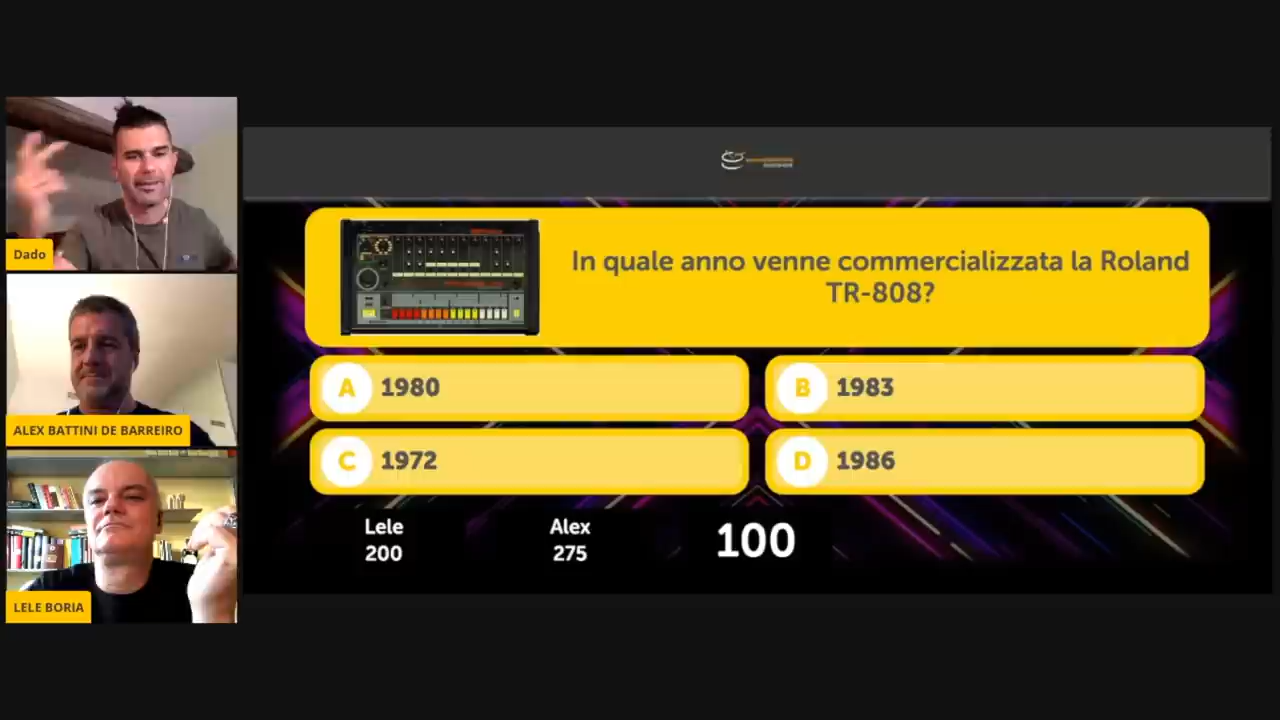 Dado
ALEX BATTINI DE BARREIRO
LELE BORIA
In quale anno venne commercializzata la Roland
TR-808?
A 1980
B 1983
C 1972
D 1986
Lele
200
Alex
275
100